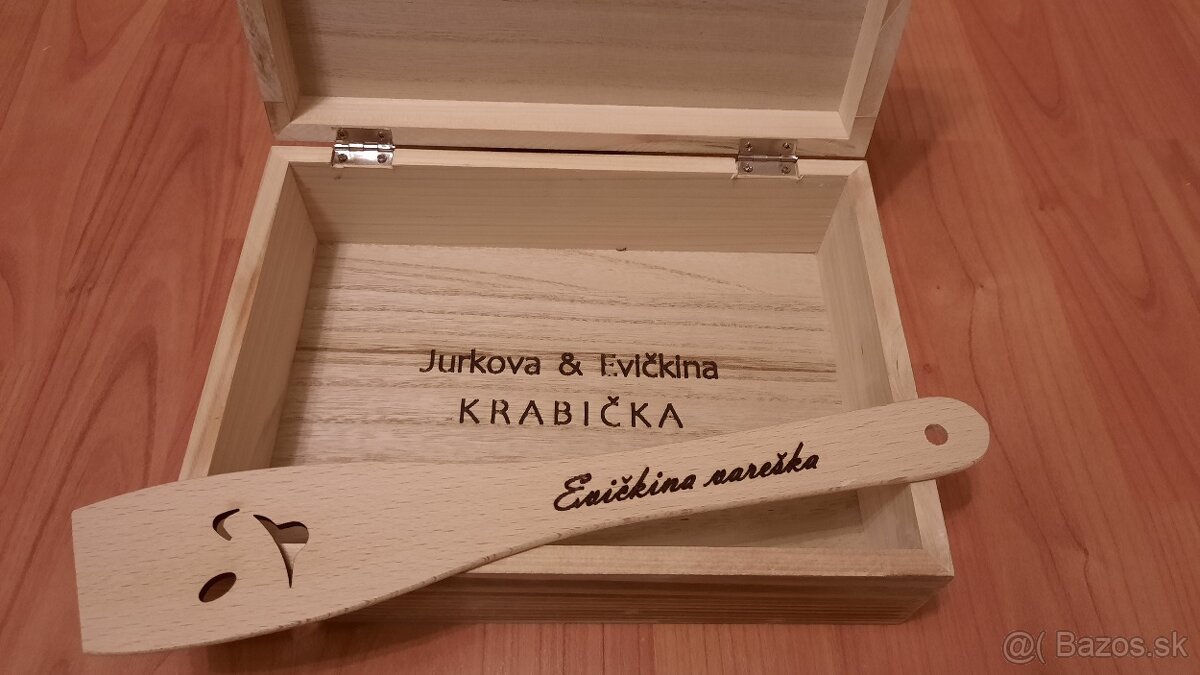 Jurkova & Evičkina
KRABIČKA
Evičkina vareška
@( Bazos.sk